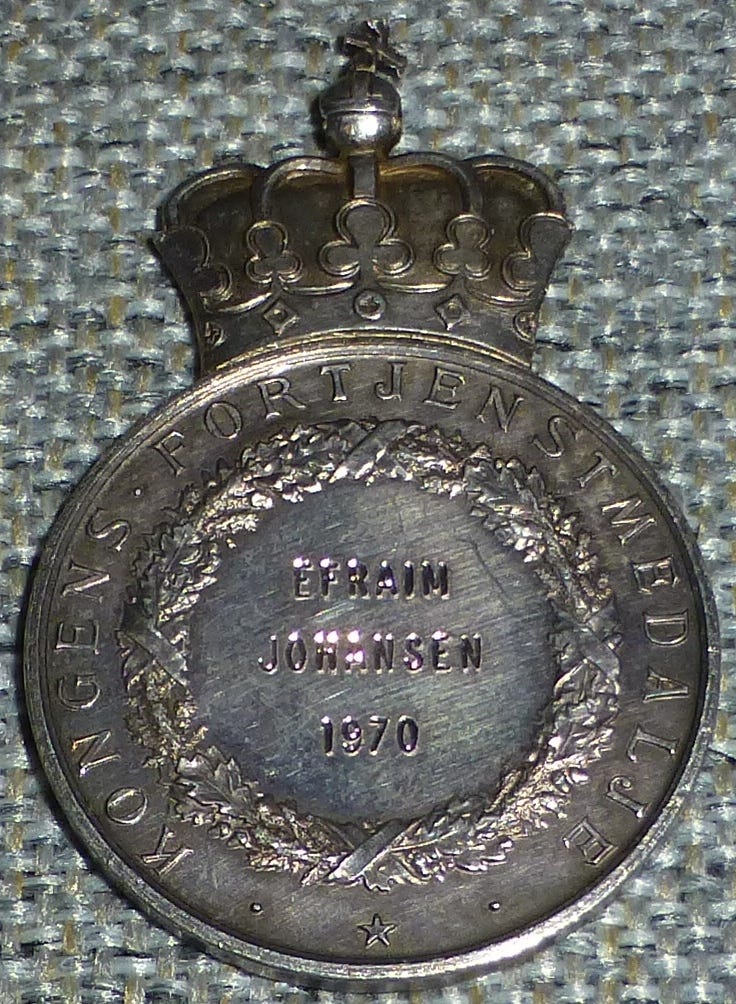 KONGENS · FORTJENSTMEDALJE
EFRAIM
JOHANSEN
1970